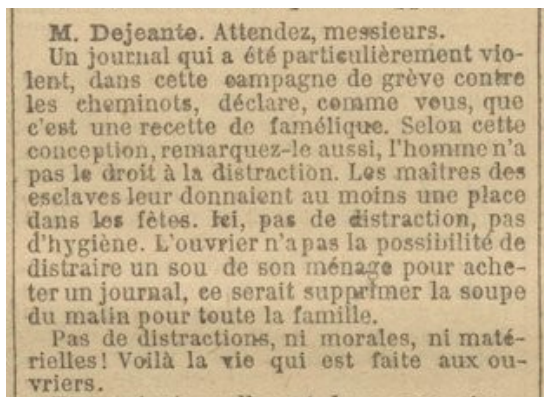 M. Dejeante. Attendez, messieurs.
Un journal qui a été particulièrement vio-
lent, dans cette campagne de grève contre
les cheminots, déclare, comme vous, que
c'est une recette de famélique. Selon cette
conception, remarquez-le aussi, l'homme n'a
pas le droit à la distraction. Les maîtres des
esclaves leur donnaient au moins une place
dans les fêtes. Ici, pas de distraction, pas
d'hygiène. L'ouvrier n'a pas la possibilité de
distraire un sou de son ménage pour ache-
ter un journal, ce serait supprimer la soupe
du matin pour toute la famille.
Pas de distractions, ni morales, ni maté-
rielles! Voilà la vie qui est faite aux ou-
vriers.